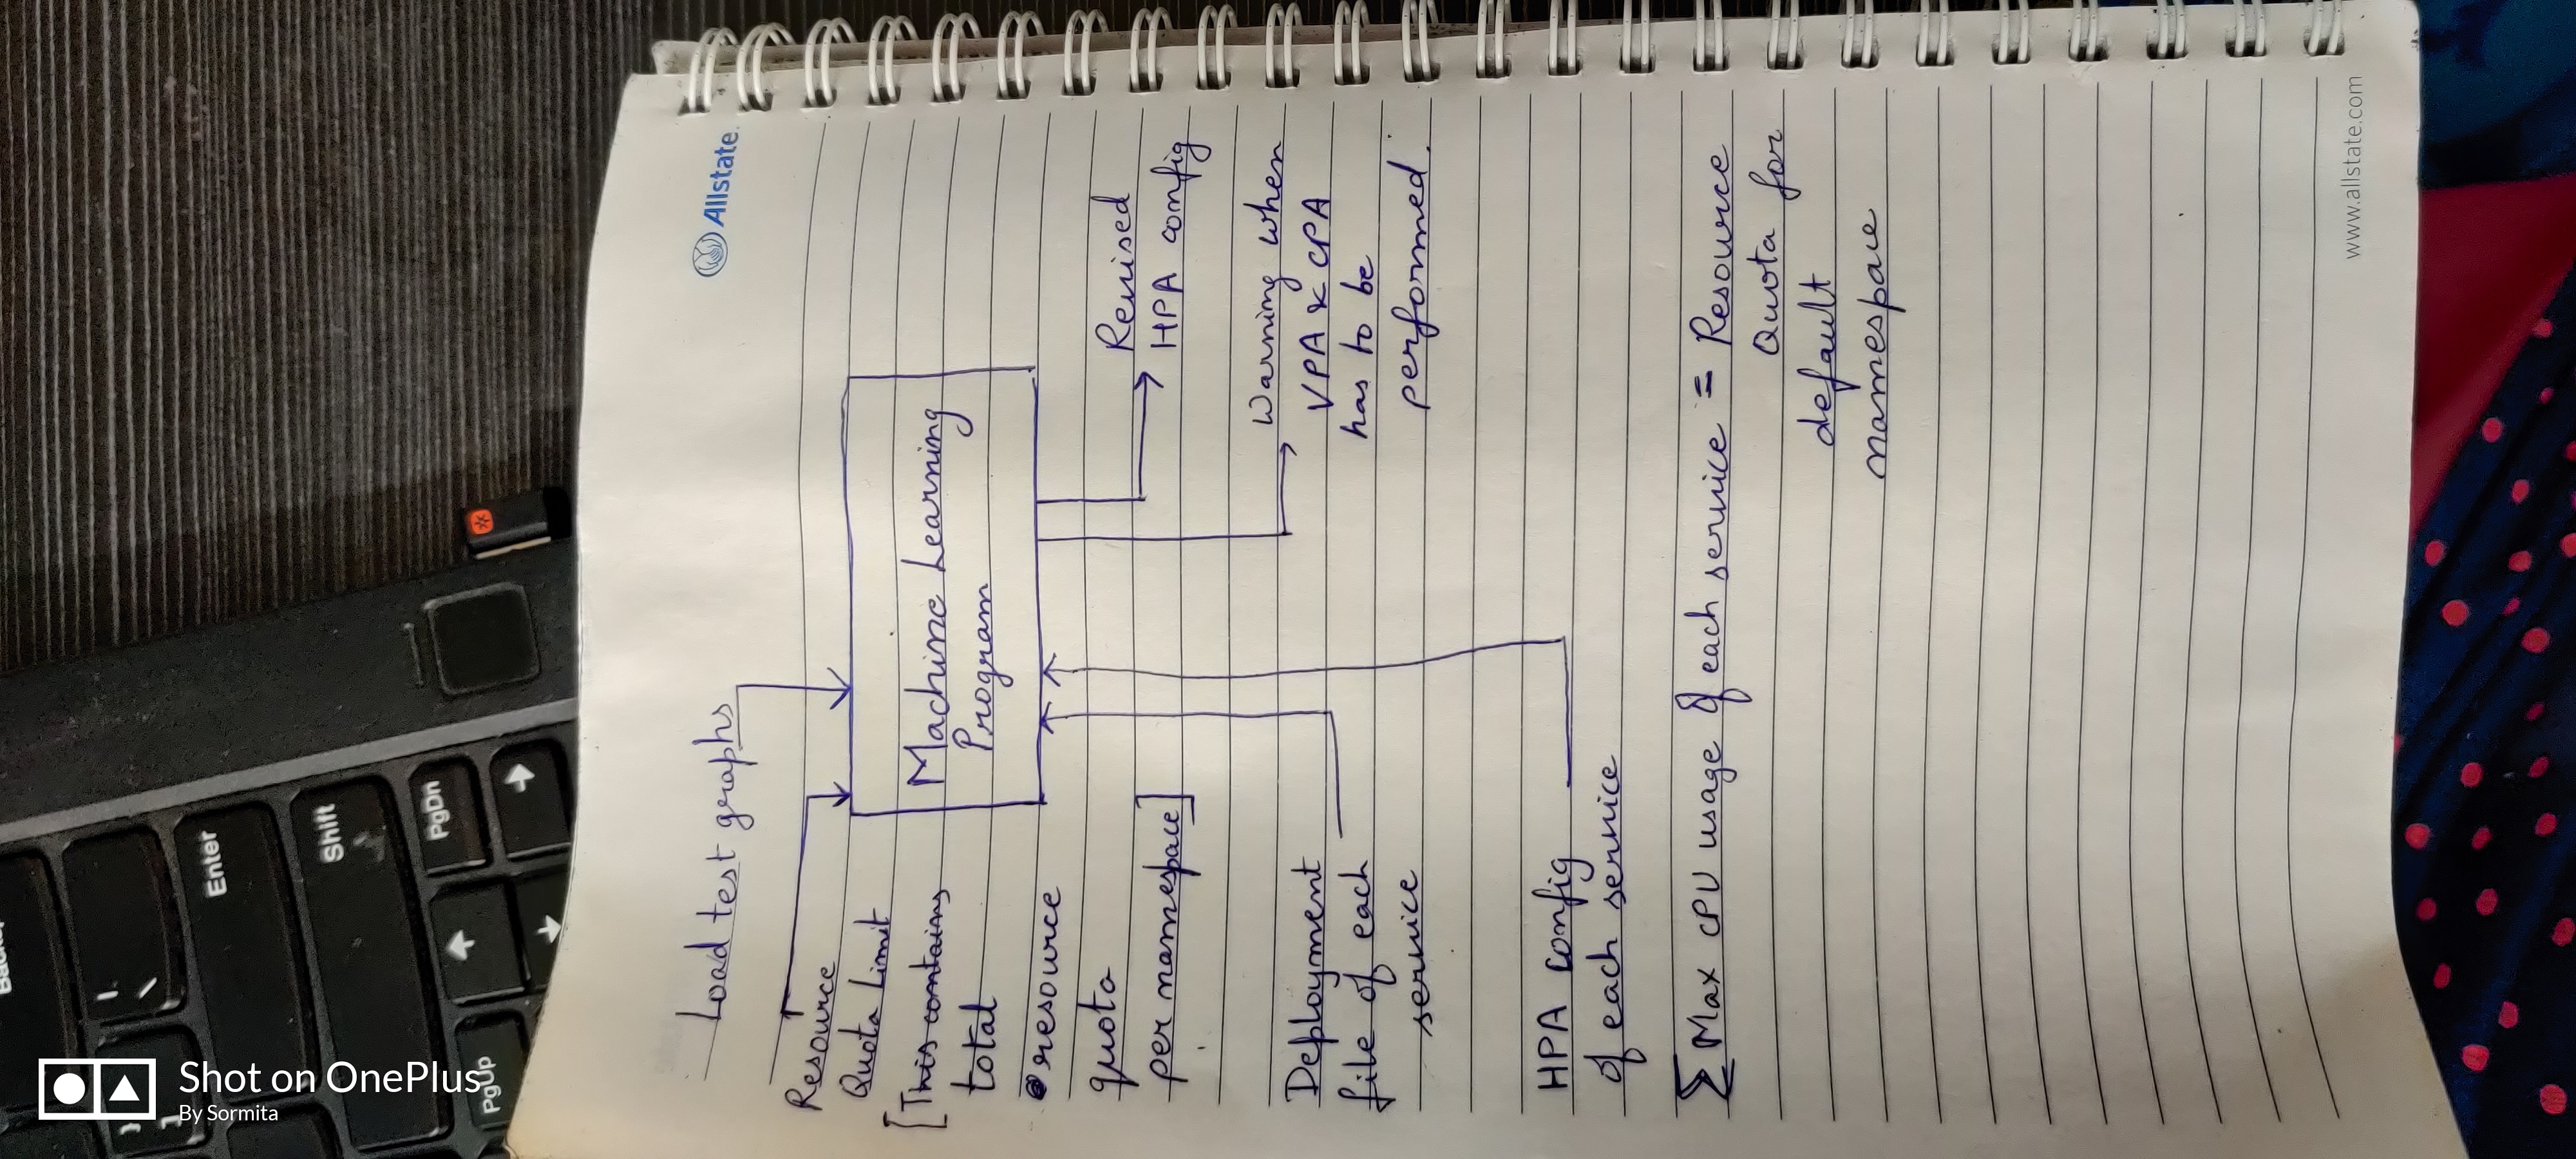 Backsp
Enter
Shift
PgDn
PgUp
Shot on OnePlus
By Sormita
Allstate.
Load test graphs
Resource
Quota Limit
[This contains
total
resource
quota
per namespace]
Machine Learning
Program
Revised
HPA config
Warning when
VPA & CPA
has to be
performed.
Deployment
file of each
service
HPA config
of each service
∑ Max CPU usage of each service = Resource
Quota for
default
namespace
www.allstate.com